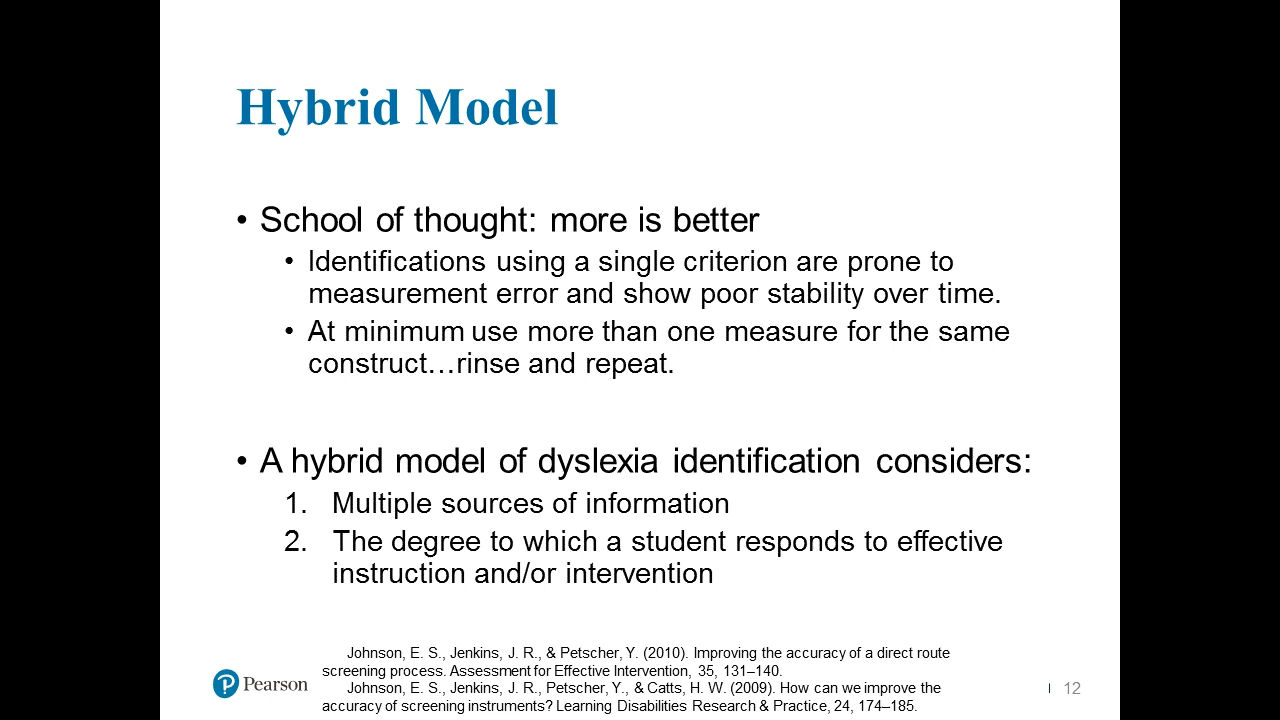 Hybrid Model
• School of thought: more is better
• Identifications using a single criterion are prone to
measurement error and show poor stability over time.
• At minimum use more than one measure for the same
construct…rinse and repeat.
• A hybrid model of dyslexia identification considers:
1. Multiple sources of information
2. The degree to which a student responds to effective
instruction and/or intervention
Johnson, E. S., Jenkins, J. R., & Petscher, Y. (2010). Improving the accuracy of a direct route
screening process. Assessment for Effective Intervention, 35, 131–140.
Johnson, E. S., Jenkins, J. R., Petscher, Y., & Catts, H. W. (2009). How can we improve the
accuracy of screening instruments? Learning Disabilities Research & Practice, 24, 174–185.
Pearson
12